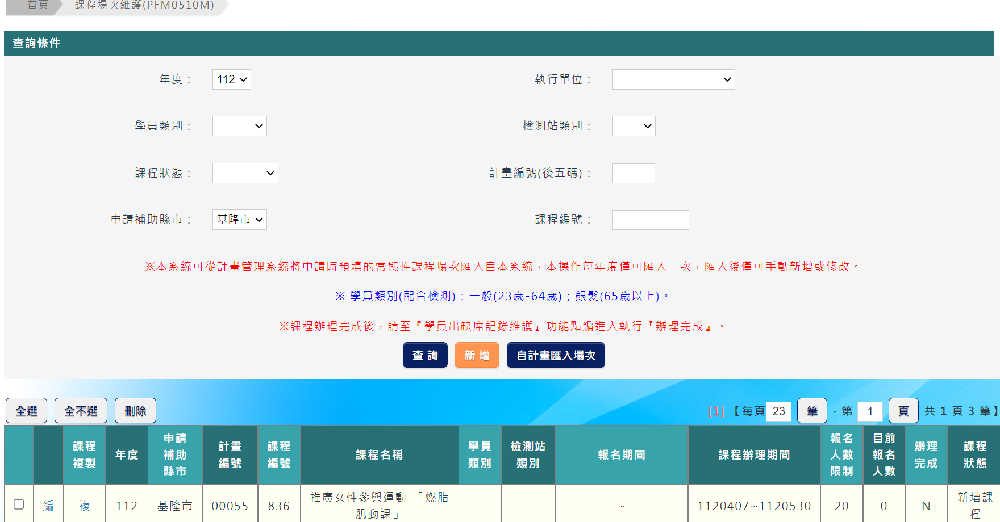 首頁 課程場次維護(PFM0510M)
查詢條件
年度： 112 執行單位：
學員類別： 檢測站類別：
課程狀態： 計畫編號(後五碼)：
申請補助縣市： 基隆市 課程編號：
※本系統可從計畫管理系統將申請時預填的常態性課程場次匯入自本系統，本操作每年度僅可匯入一次，匯入後僅可手動新增或修改。
※ 學員類別(配合檢測)：一般(23歲-64歲)；銀髮(65歲以上)。
※課程辦理完成後，請至『學員出缺席記錄維護』功能點編進入執行『辦理完成』。
查 詢 新 增 自計畫匯入場次
全選 全不選 刪除 [1] 【每頁 23 筆 ‧第 1 頁 共 1 頁 3 筆】
課程複製 年度 申請補助縣市 計畫編號 課程編號 課程名稱 學員類別 檢測站類別 報名期間 課程辦理期間 報名人數限制 目前報名人數 辦理完成 課程狀態
編 複 112 基隆市 00055 836 推廣女性參與運動-「燃脂肌動課」 ~ 1120407~1120530 20 0 N 新增課程